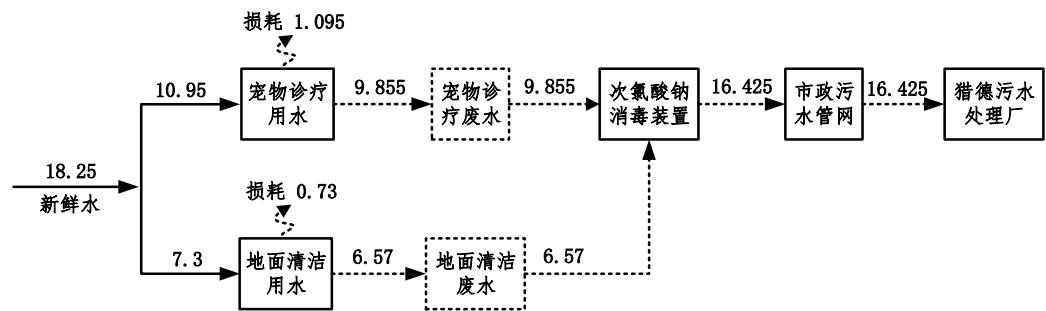 损耗 1.095
10.95
宠物诊疗
用水
9.855
宠物诊
疗废水
9.855
次氯酸钠
消毒装置
16.425
市政污
水管网
16.425
猎德污水
处理厂
18.25
新鲜水
损耗 0.73
7.3
地面清洁
用水
6.57
地面清洁
废水
6.57